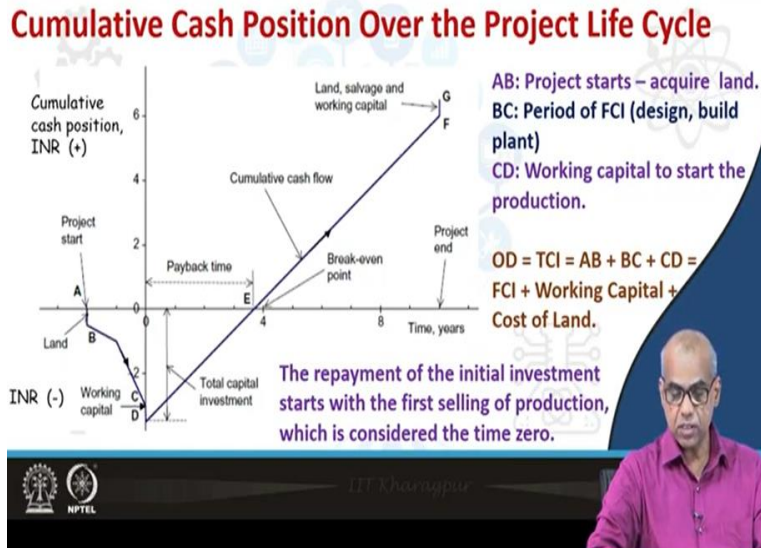 Cumulative Cash Position Over the Project Life Cycle
Cumulative
cash position,
INR (+)
6
4
2
0
-2
Land, salvage and
working capital
G
F
Cumulative cash flow
Project
start
Payback time
Break-even
point
Project
end
A
E
0
4
8
Time, years
Land
B
INR (-)
Working
capital
C
D
Total capital
investment
AB: Project starts – acquire land.
BC: Period of FCI (design, build
plant)
CD: Working capital to start the
production.
OD = TCI = AB + BC + CD =
FCI + Working Capital +
Cost of Land.
The repayment of the initial investment
starts with the first selling of production,
which is considered the time zero.
IIT Kharagpur
NPTEL